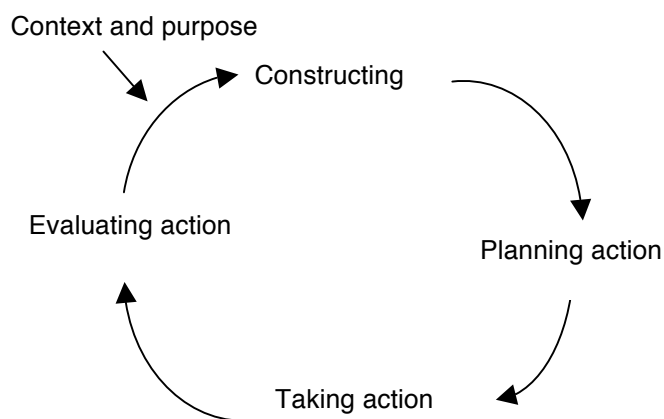 Context and purpose
Constructing
Evaluating action
Planning action
Taking action